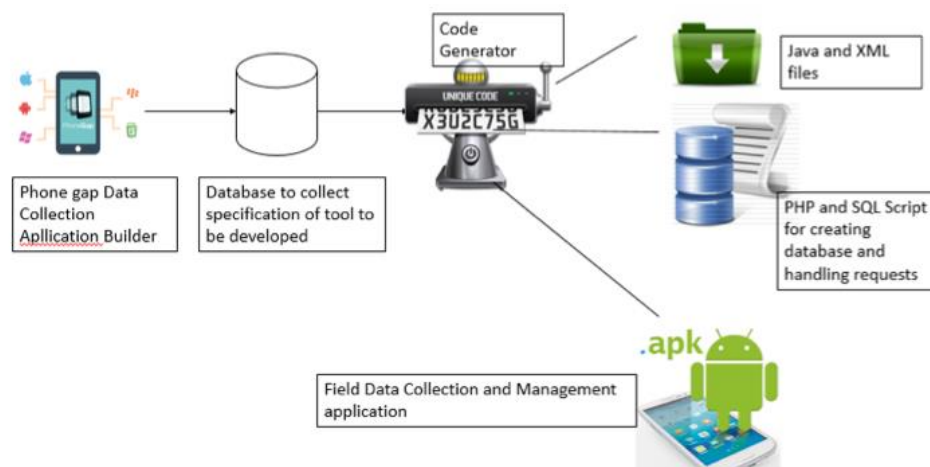 Code
Generator
UNIQUE CODE
X3U2C75G
Java and XML
files
Phone gap Data
Collection
Apllication Builder
Database to collect
specification of tool to
be developed
PHP and SQL Script
for creating
database and
handling requests
.apk
Field Data Collection and Management
application